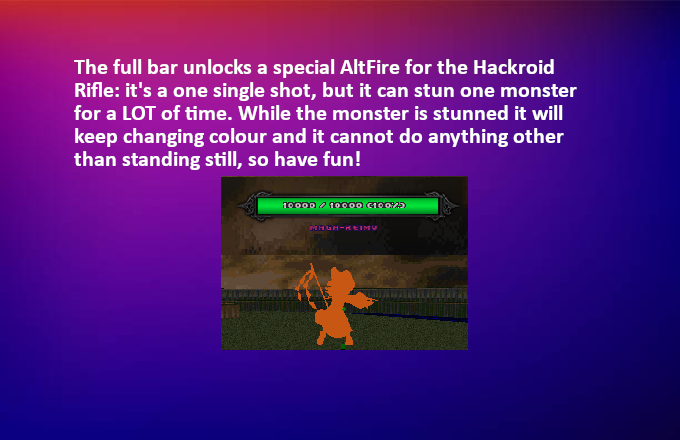 The full bar unlocks a special AltFire for the Hackroid
Rifle: it's a one single shot, but it can stun one monster
for a LOT of time. While the monster is stunned it will
keep changing colour and it cannot do anything other
than standing still, so have fun!
10000 / 10000 (100%)